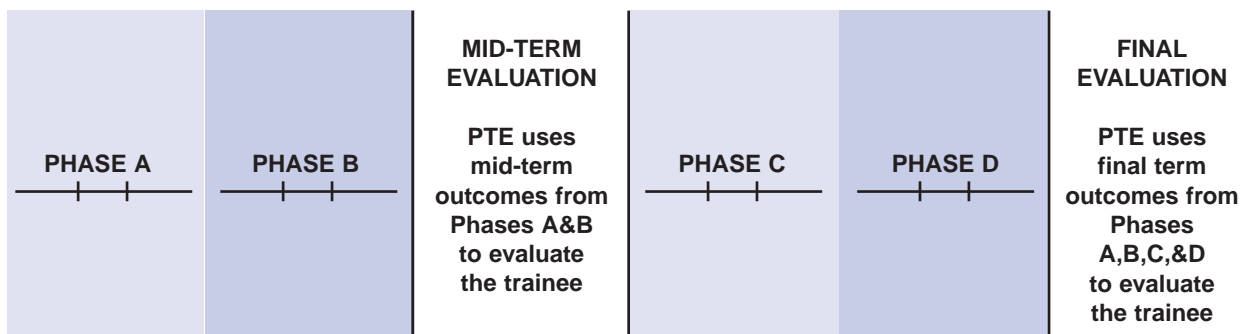 PHASE A
PHASE B
MID-TERM
EVALUATION
PTE uses
mid-term
outcomes from
Phases A&B
to evaluate
the trainee
PHASE C
PHASE D
FINAL
EVALUATION
PTE uses
final term
outcomes from
Phases
A,B,C,&D
to evaluate
the trainee